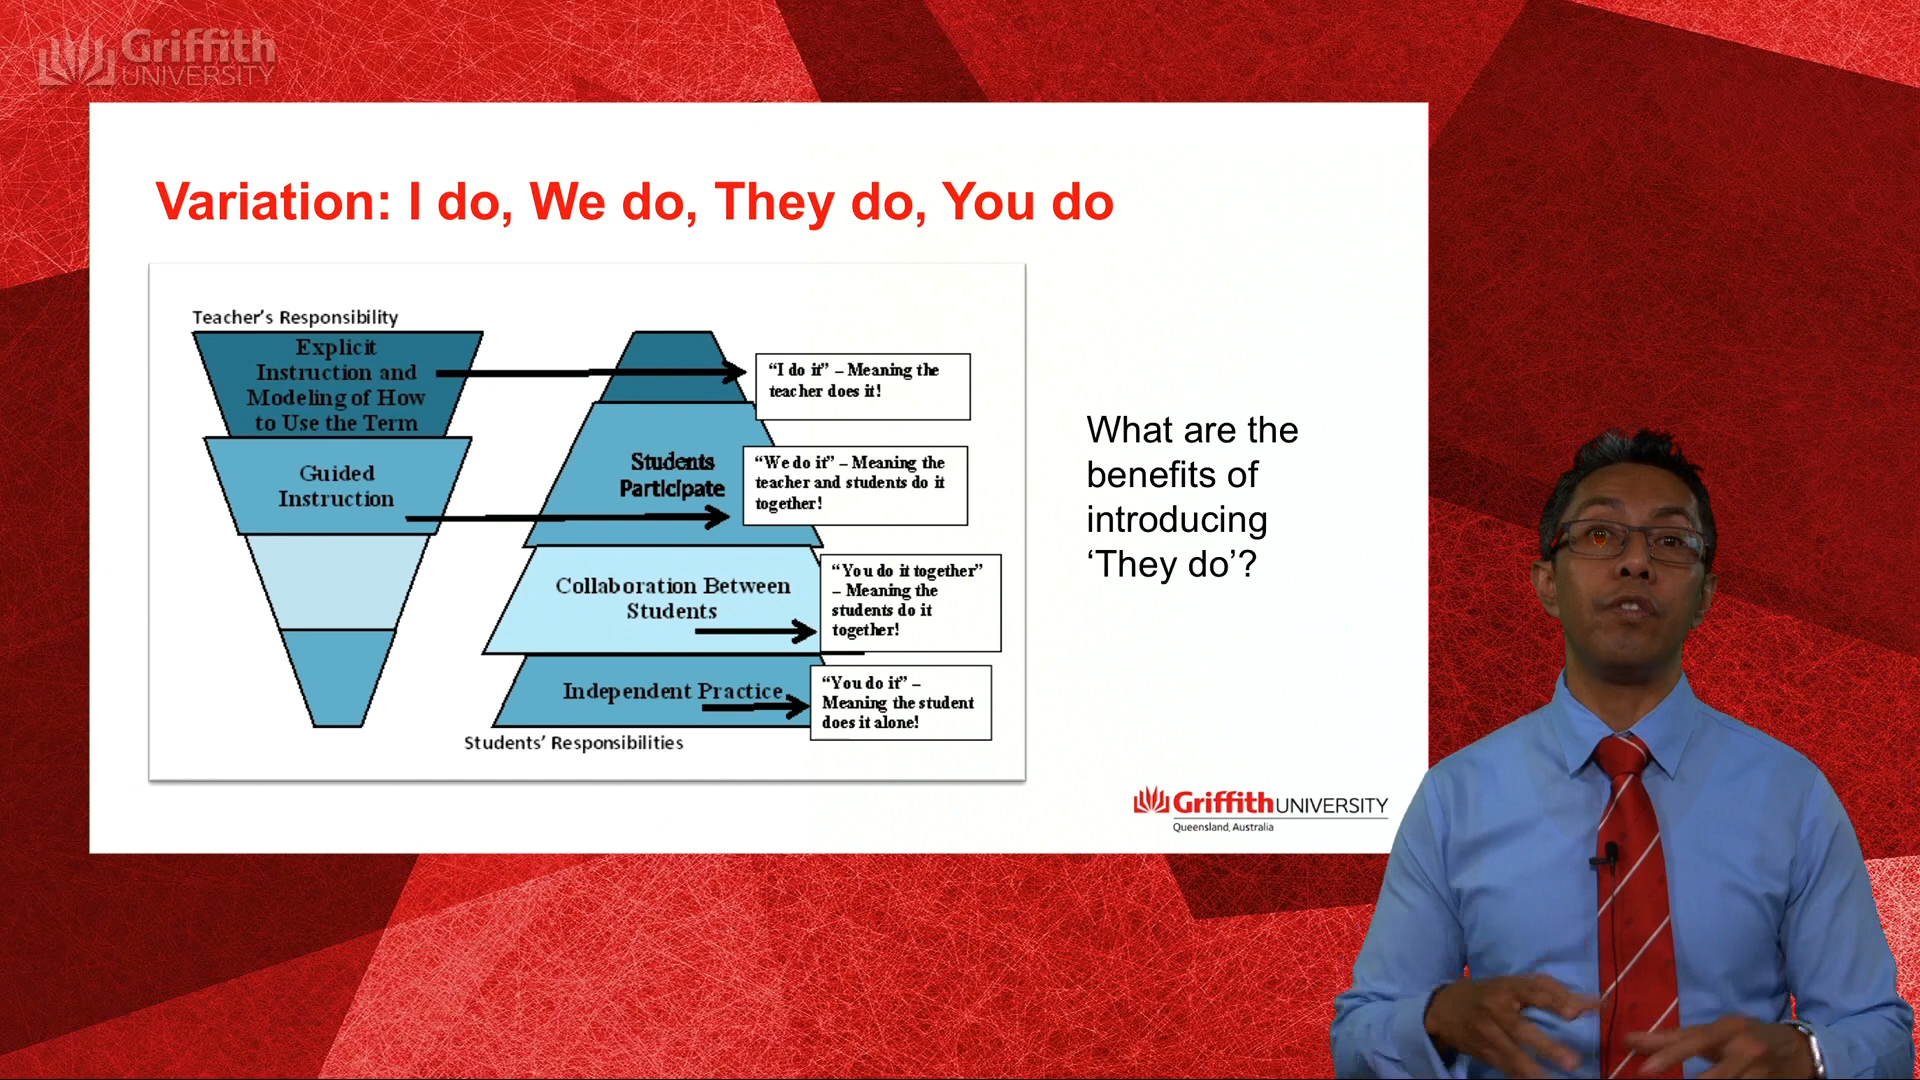 Griffith
UNIVERSITY
Variation: I do, We do, They do, You do
Teacher's Responsibility
Explicit
Instruction and
Modeling of How
to Use the Term
"I do it" – Meaning the
teacher does it!
Guided
Instruction
Students
Participate
"We do it" – Meaning the
teacher and students do it
together!
Collaboration Between
Students
"You do it together"
– Meaning the
students do it
together!
Independent Practice
"You do it" –
Meaning the student
does it alone!
Students' Responsibilities
What are the
benefits of
introducing
‘They do’?
Griffith UNIVERSITY
Queensland, Australia